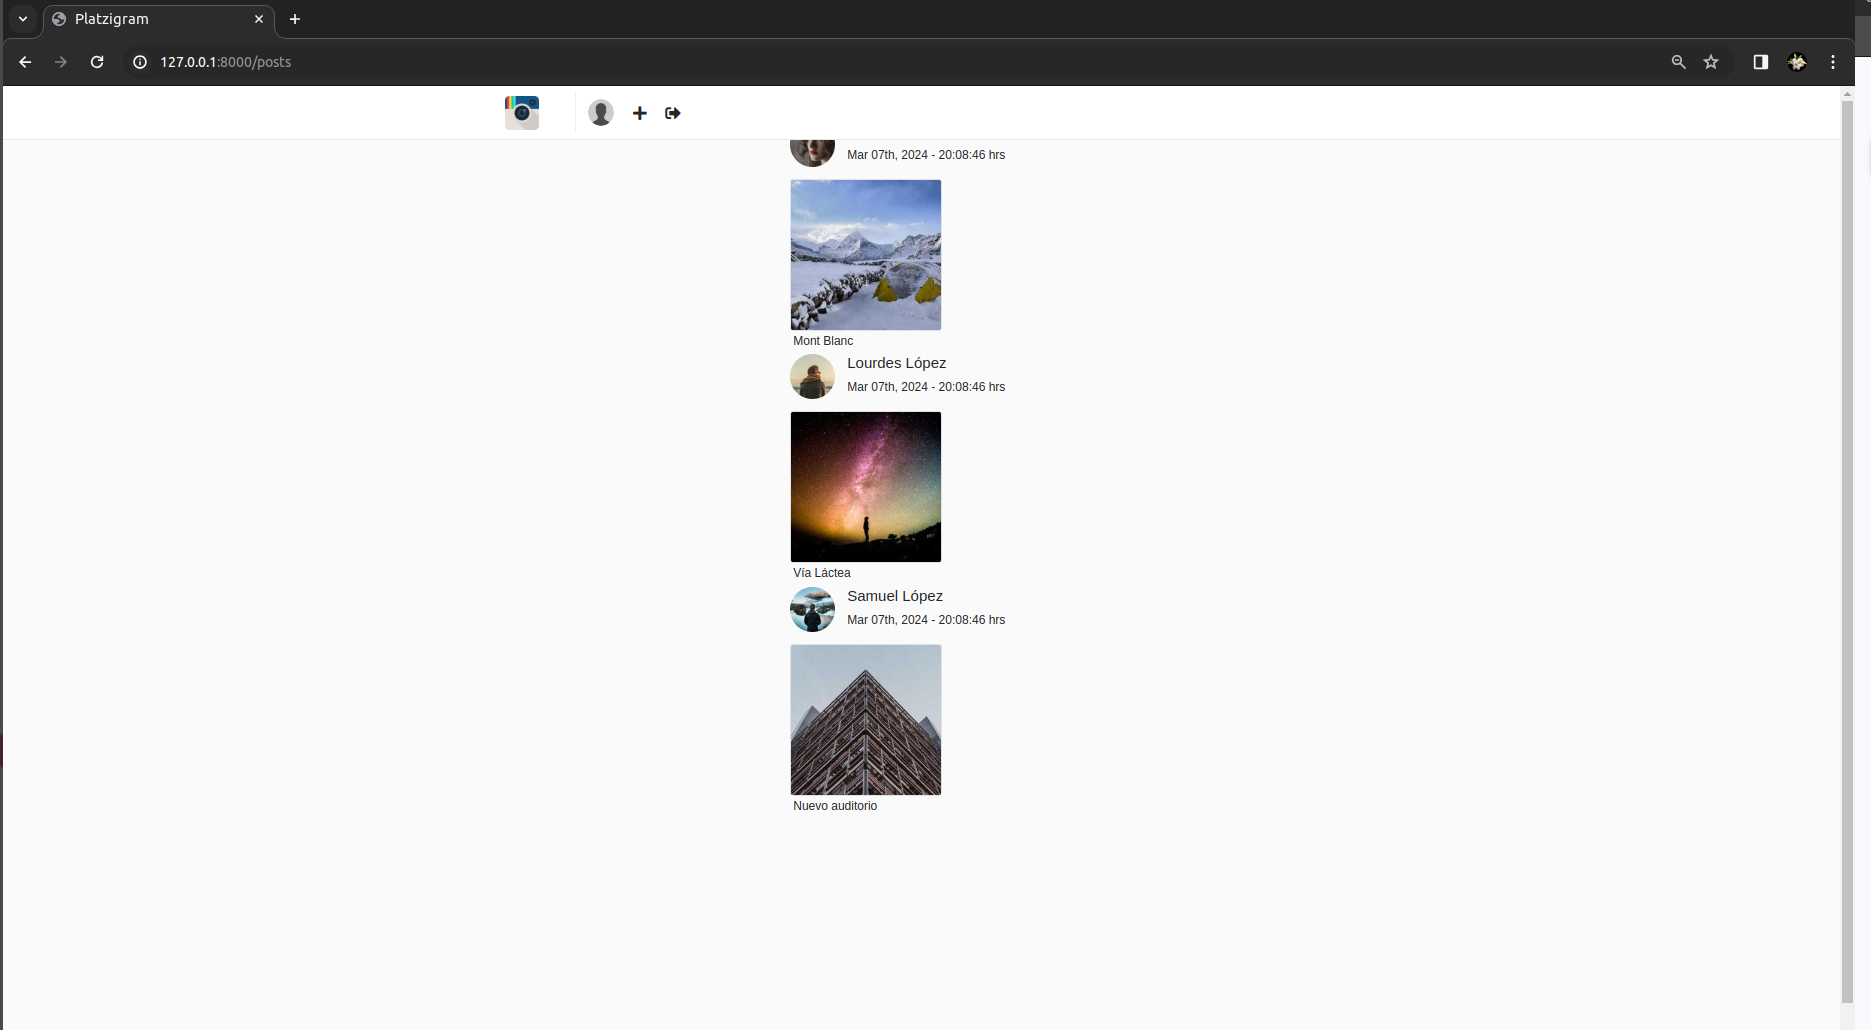 Platzigram
127.0.0.1:8000/posts
Mar 07th, 2024 - 20:08:46 hrs
Mont Blanc
Lourdes López
Mar 07th, 2024 - 20:08:46 hrs
Vía Láctea
Samuel López
Mar 07th, 2024 - 20:08:46 hrs
Nuevo auditorio